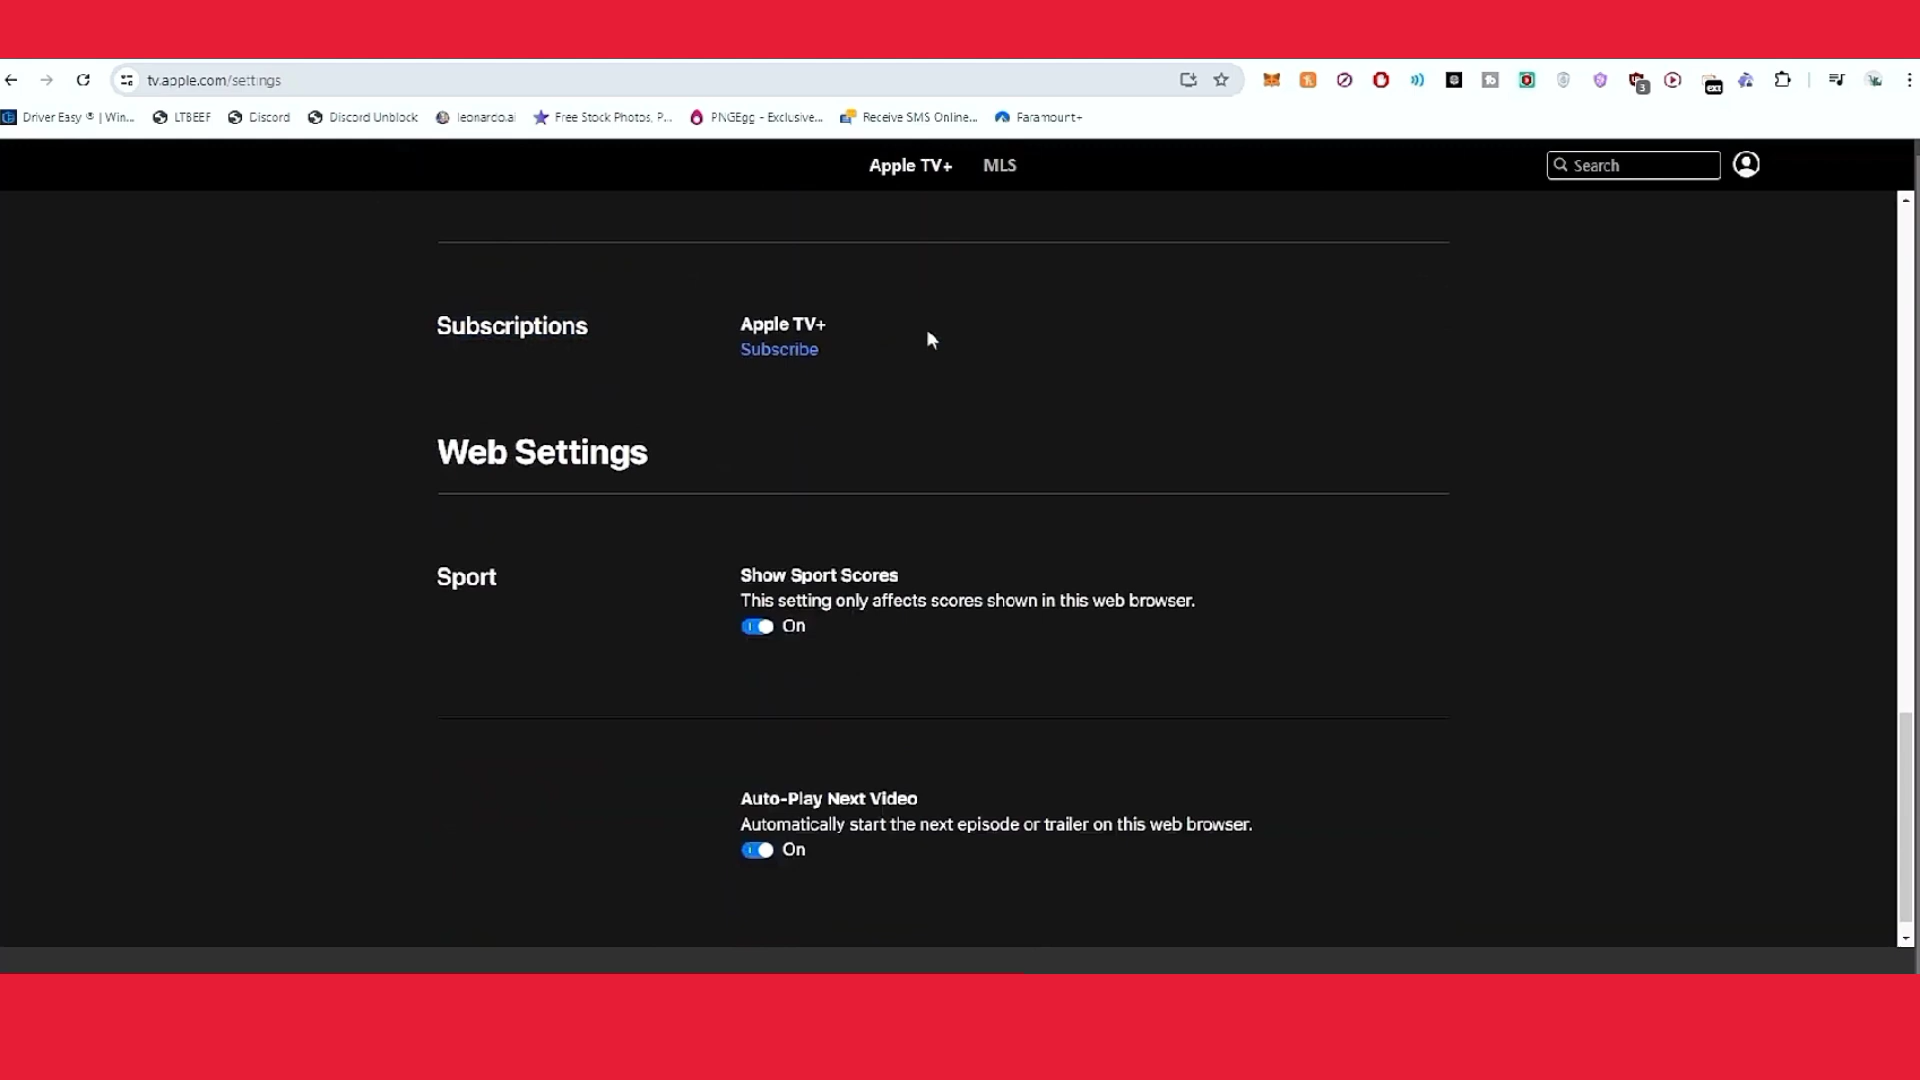 tv.apple.com/settings
Driver Easy ® | Win... LTBEEF Discord Discord Unblock leonardo.ai Free Stock Photos, P... PNGEgg - Exclusive... Receive SMS Online... Paramount+
Apple TV+ MLS Search
Subscriptions
Apple TV+
Subscribe
Web Settings
Sport
Show Sport Scores
This setting only affects scores shown in this web browser.
On
Auto-Play Next Video
Automatically start the next episode or trailer on this web browser.
On